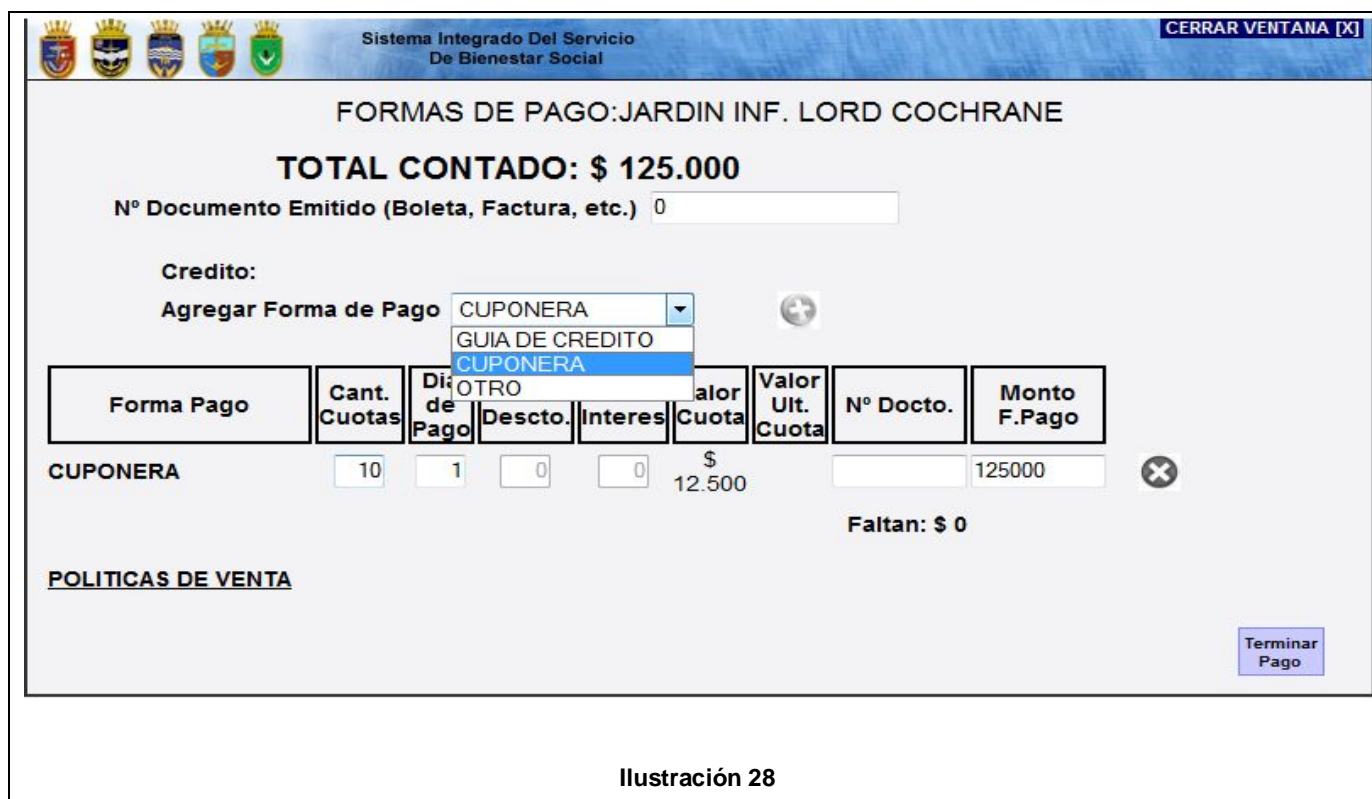 Sistema Integrado Del Servicio
De Bienestar Social
CERRAR VENTANA [X]
FORMAS DE PAGO:JARDIN INF. LORD COCHRANE
TOTAL CONTADO: $ 125.000
Nº Documento Emitido (Boleta, Factura, etc.) 0
Credito:
Agregar Forma de Pago CUPONERA
GUIA DE CREDITO
CUPONERA
OTRO
Forma Pago
Cant.
Cuotas
de
Pago
Descto.
Interes
Cuota
Valor
Ult.
Cuota
Nº Docto.
Monto
F.Pago
CUPONERA 10 1 0 0 $ 12.500 125000
Faltan: $ 0
POLITICAS DE VENTA
Terminar
Pago
Ilustración 28